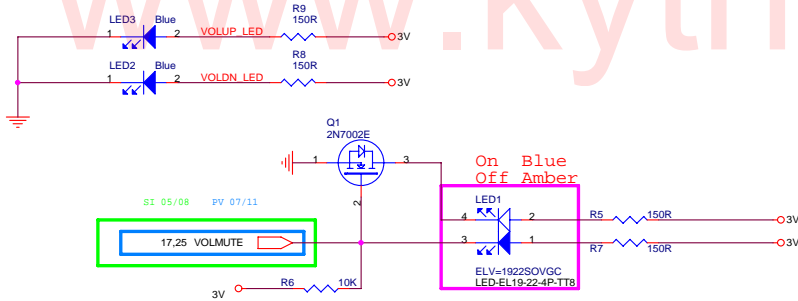 www.kyth
LED3 Blue
1 2 VOLUP_LED
R9
150R
3V
LED2 Blue
1 2 VOLDN_LED
R8
150R
3V
Q1
2N7002E
1 3
2
On Blue
Off Amber
SI 05/08 PV 07/11
17,25 VOLMUTE
LED1
4 2 R5 150R 3V
3 1 R7 150R 3V
ELV=1922SOVGC
LED-EL19-22-4P-TT8
3V R6 10K